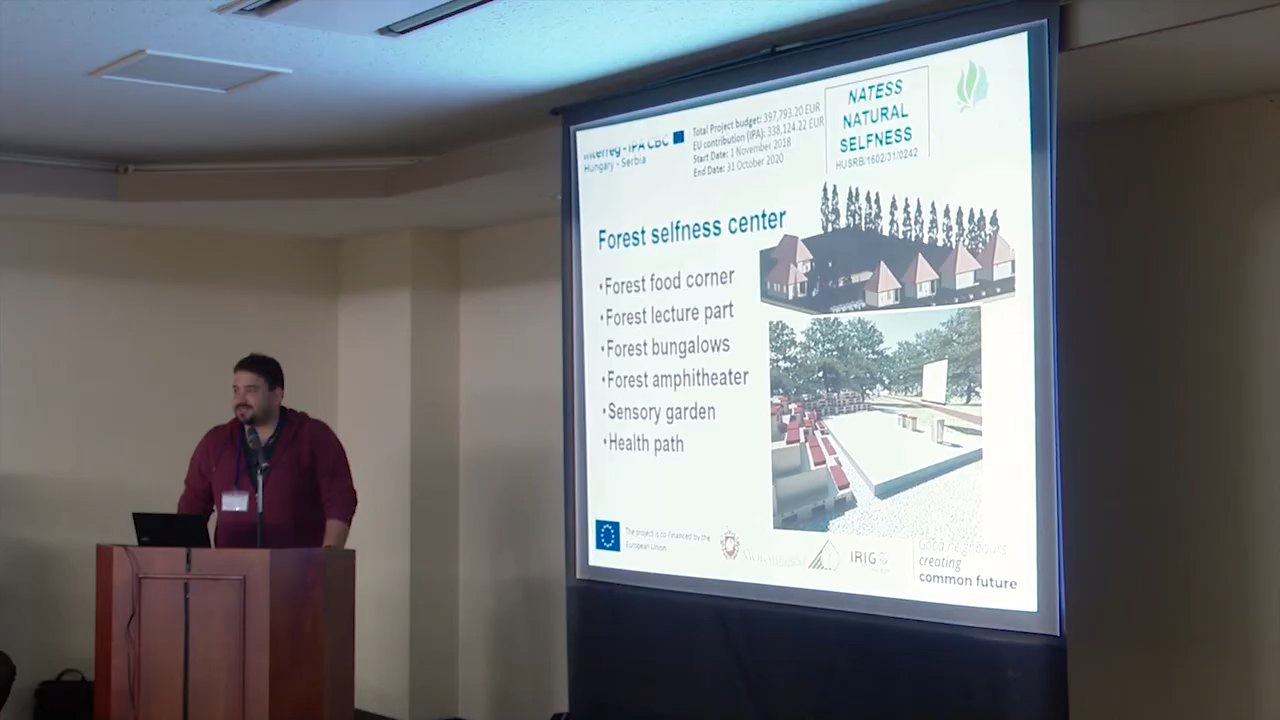 Interreg - IPA CBC
Hungary - Serbia
Total Project budget: 397,793.20 EUR
EU contribution (IPA): 338,124.22 EUR
Start Date: 1 November 2018
End Date: 31 October 2020
NATESS
NATURAL
SELFNESS
HUSRB/1602/31/0242
Forest selfness center
•Forest food corner
•Forest lecture part
•Forest bungalows
•Forest amphitheater
•Sensory garden
•Health path
The project is co-financed by the
European Union
IRIG
Good neighbours
creating
common future